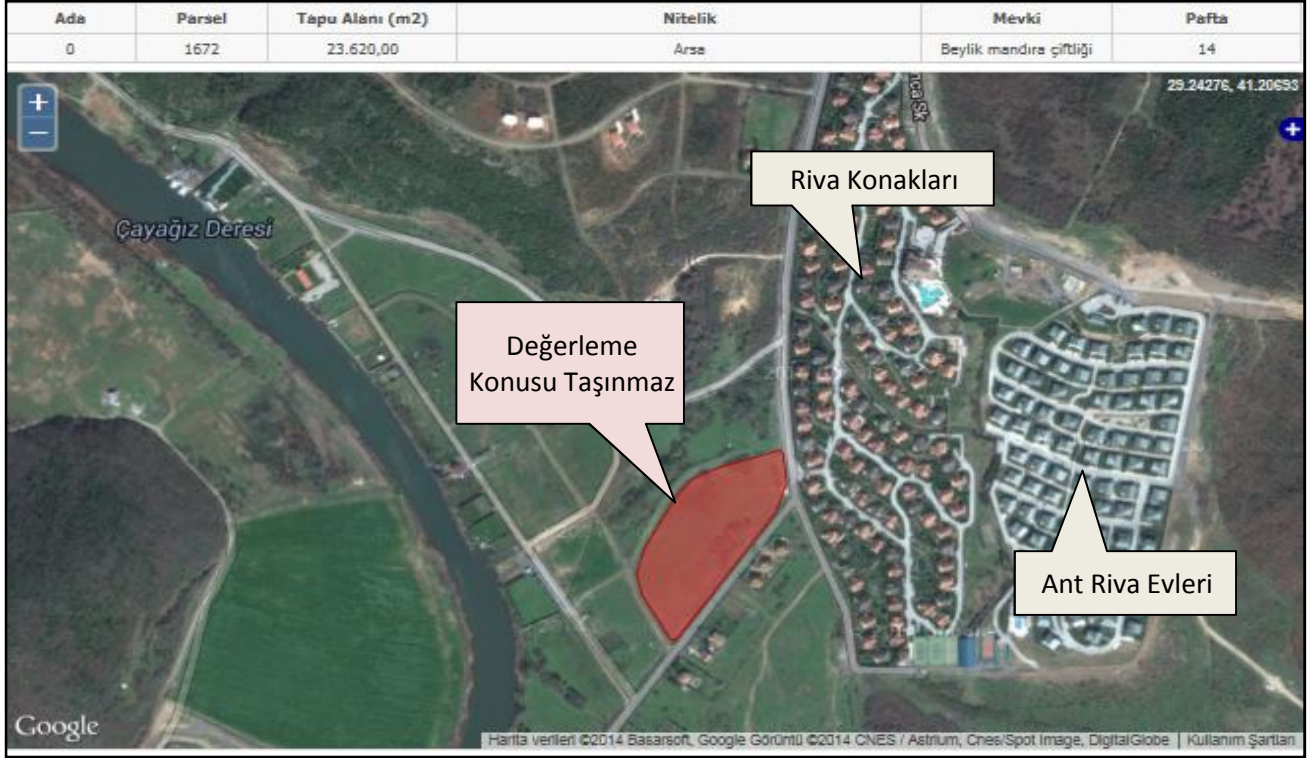 Ada Parsel Tapu Alanı (m2) Nitelik Mevki Pafta
0 1672 23.620,00 Arsa Beylik mandıra çiftliği 14
+
29.24276, 41.20693
nca Sk
+
−
Riva Konakları
Çayağız Deresi
Değerleme
Konusu Taşınmaz
Ant Riva Evleri
Google
Harita verileri ©2014 Basarsoft, Google Görüntü ©2014 CNES / Astrium, Cnes/Spot Image, DigitalGlobe Kullanım Şartları